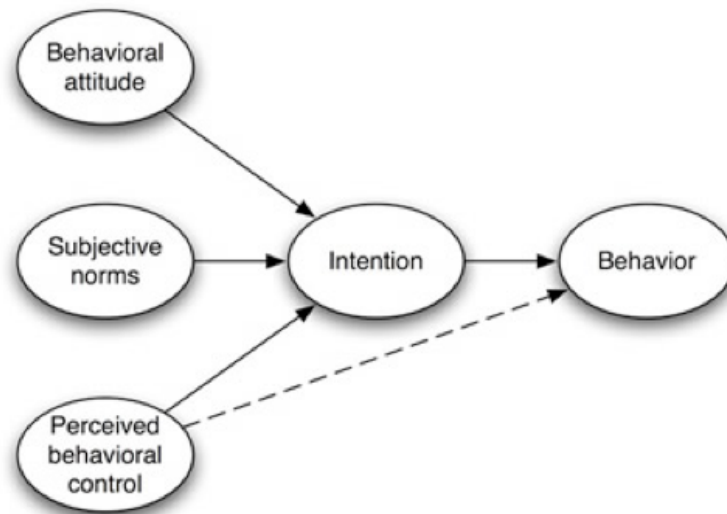 Behavioral
attitude
Subjective
norms
Intention
Behavior
Perceived
behavioral
control